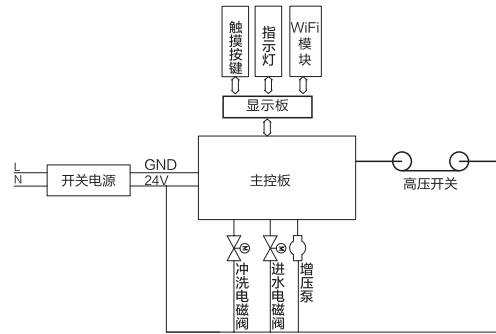 触摸按键
指示灯
WiFi
模块
显示板
L
N
开关电源
GND
24V
主控板
高压开关
M
M
冲洗电磁阀
进水电磁阀
增压泵